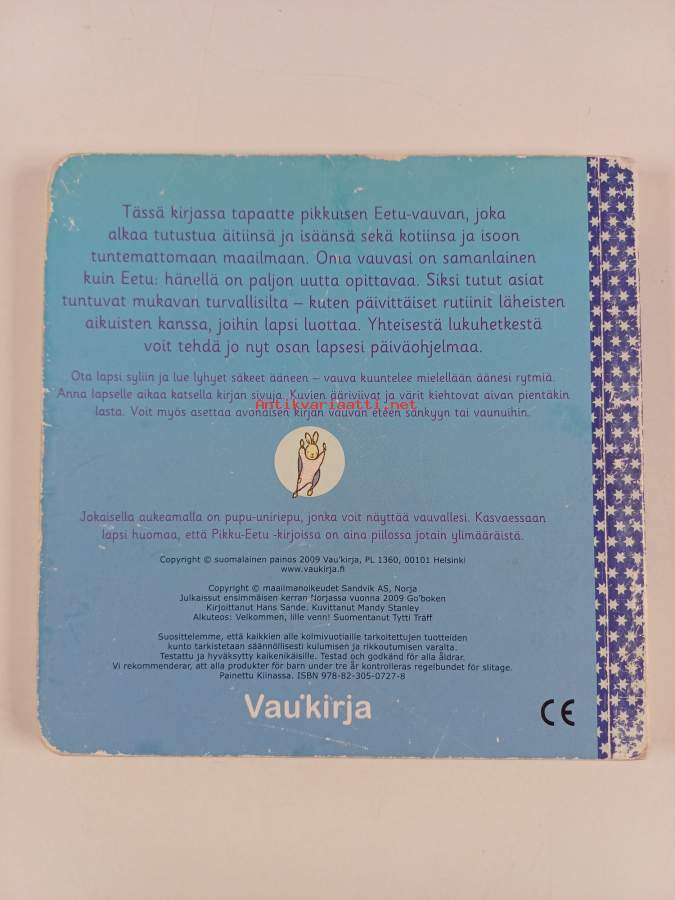 Tässä kirjassa tapaatte pikkuisen Eetu-vauvan, joka
alkaa tutustua äitiinsä ja isäänsä sekä kotiinsa ja isoon
tuntemattomaan maailmaan. Oma vauvasi on samanlainen
kuin Eetu: hänellä on paljon uutta opittavaa. Siksi tutut asiat
tuntuvat mukavan turvallisilta – kuten päivittäiset rutiinit läheisten
aikuisten kanssa, joihin lapsi luottaa. Yhteisestä lukuhetkestä
voit tehdä jo nyt osan lapsesi päiväohjelmaa.
Ota lapsi syliin ja lue lyhyet säkeet ääneen – vauva kuuntelee mielellään äänesi rytmiä.
Anna lapselle aikaa katsella kirjan sivuja. Kuvien ääriviivat ja värit kiehtovat aivan pientäkin
Antikvariaatti.net
lasta. Voit myös asettaa avonaisen kirjan vauvan eteen sänkyyn tai vaunuihin.
Jokaisella aukeamalla on pupu-uniriepu, jonka voit näyttää vauvallesi. Kasvaessaan
lapsi huomaa, että Pikku-Eetu -kirjoissa on aina piilossa jotain ylimääräistä.
Copyright © suomalainen painos 2009 Vau'kirja, PL 1360, 00101 Helsinki
www.vaukirja.fi
Copyright © maailmanoikeudet Sandvik AS, Norja
Julkaissut ensimmäisen kerran Norjassa vuonna 2009 Go'boken
Kirjoittanut Hans Sande. Kuvittanut Mandy Stanley
Alkuteos: Velkommen, lille venn! Suomentanut Tytti Träff
Suosittelemme, että kaikkien alle kolmivuotiaille tarkoitettujen tuotteiden
kunto tarkistetaan säännöllisesti kulumisen ja rikkoutumisen varalta.
Testattu ja hyväksytty kaikenikäisille. Testad och godkänd för alla åldrar.
Vi rekommenderar, att alla produkter för barn under tre år kontrolleras regelbundet för slitage.
Painettu Kiinassa. ISBN 978-82-305-0727-8
Vau'kirja
CE